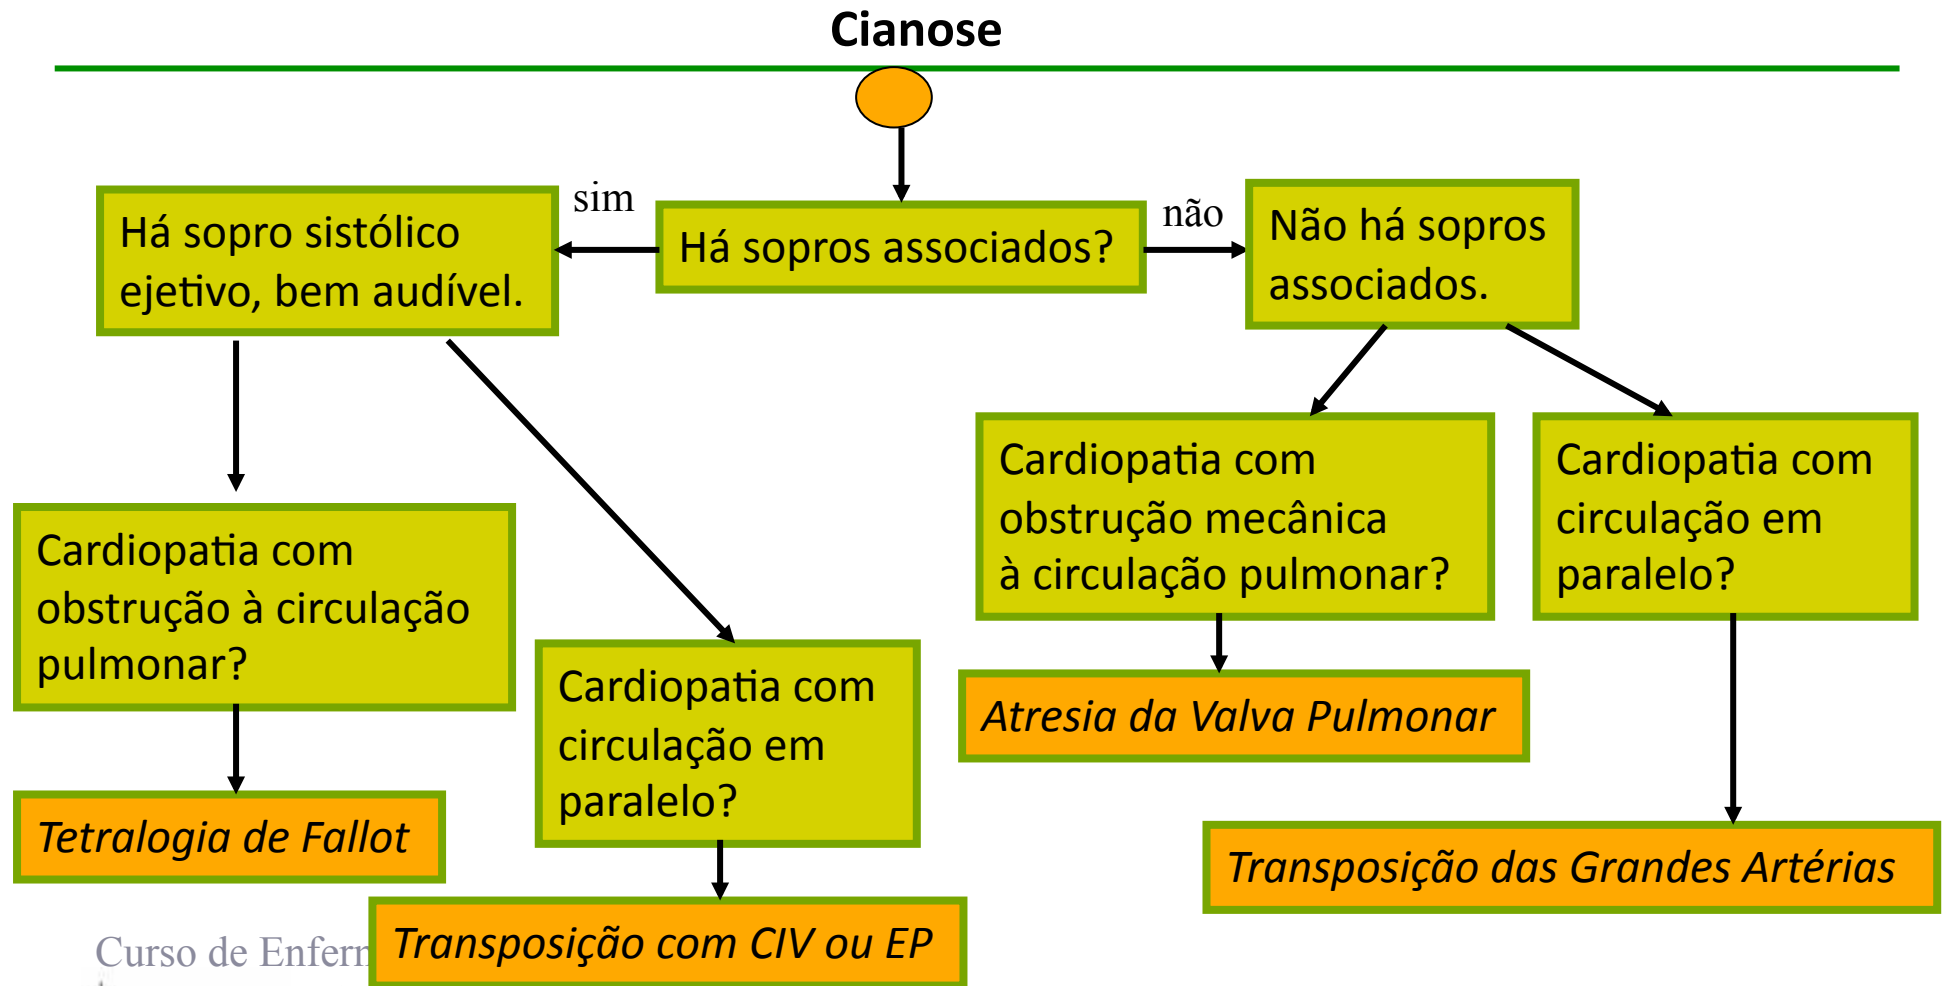 Cianose
Há sopro sistólico
ejetivo, bem audível.
sim
Há sopros associados?
não
Não há sopros
associados.
Cardiopatia com
obstrução à circulação
pulmonar?
Cardiopatia com
circulação em
paralelo?
Cardiopatia com
obstrução mecânica
à circulação pulmonar?
Cardiopatia com
circulação em
paralelo?
Tetralogia de Fallot
Transposição com CIV ou EP
Atresia da Valva Pulmonar
Transposição das Grandes Artérias
Curso de